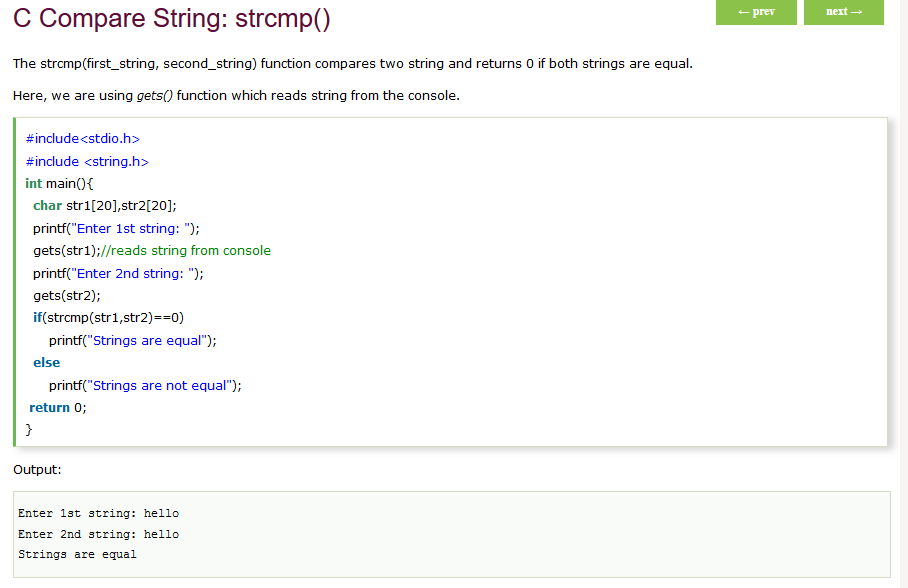 C Compare String: strcmp()
← prev
next →
The strcmp(first_string, second_string) function compares two string and returns 0 if both strings are equal.
Here, we are using gets() function which reads string from the console.
#include<stdio.h>
#include <string.h>
int main(){
char str1[20],str2[20];
printf("Enter 1st string: ");
gets(str1);//reads string from console
printf("Enter 2nd string: ");
gets(str2);
if(strcmp(str1,str2)==0)
printf("Strings are equal");
else
printf("Strings are not equal");
return 0;
}
Output:
Enter 1st string: hello
Enter 2nd string: hello
Strings are equal